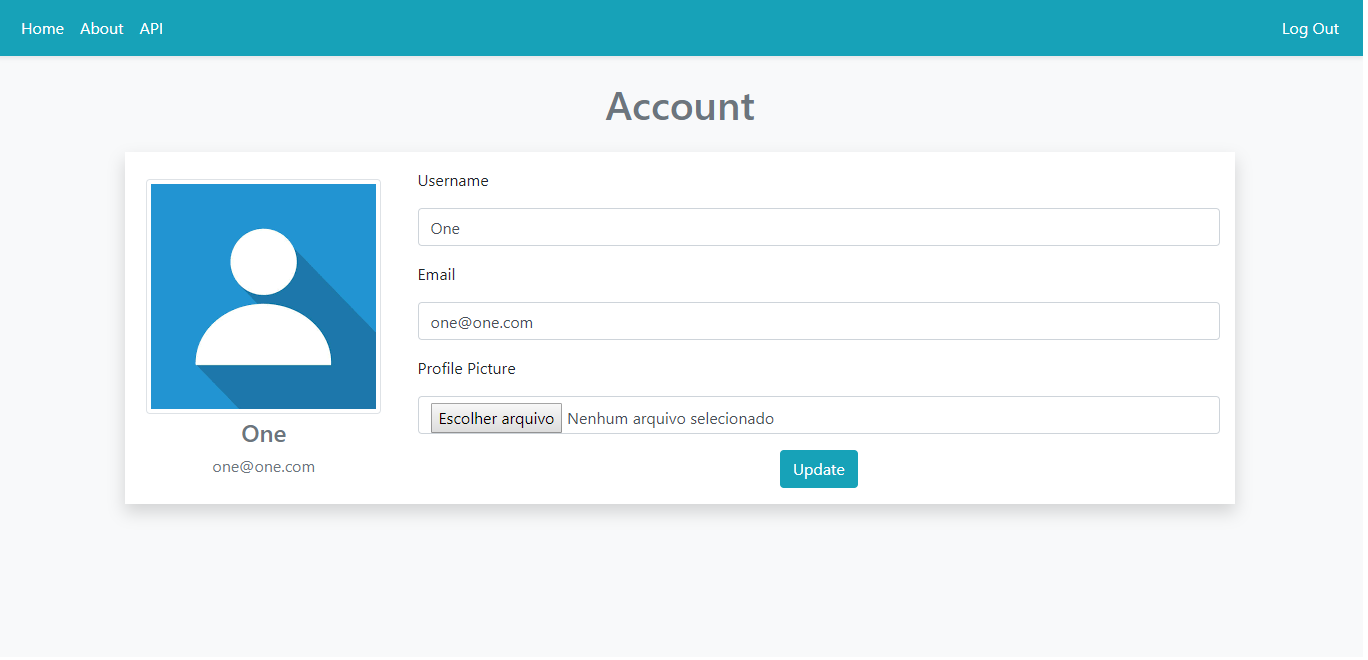 Home About API Log Out
Account
Username
One
Email
one@one.com
Profile Picture
Escolher arquivo Nenhum arquivo selecionado
Update
One
one@one.com